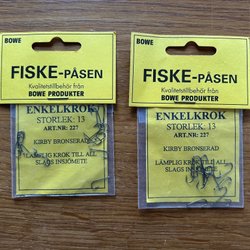 BOWE
FISKE-PÅSEN
Kvalitetstillbehör från
BOWE PRODUKTER
ENKELKROK
STORLEK: 13
ART.NR: 227
KIRBY BRONSERAD
LÄMPLIG KROK TILL ALL
SLAGS INSJÖMETE
BOWE
FISKE-PÅSEN
Kvalitetstillbehör från
BOWE PRODUKTER
ENKELKROK
STORLEK: 13
ART.NR: 227
KIRBY BRONSERAD
LÄMPLIG KROK TILL ALL
SLAGS INSJÖMETE